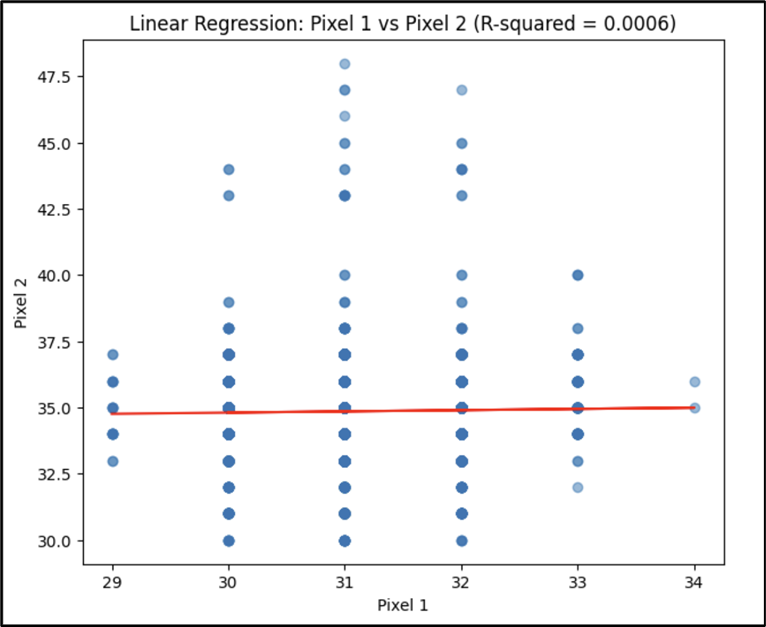 Linear Regression: Pixel 1 vs Pixel 2 (R-squared = 0.0006)
47.5
45.0
42.5
40.0
37.5
35.0
32.5
30.0
Pixel 2
29 30 31 32 33 34
Pixel 1